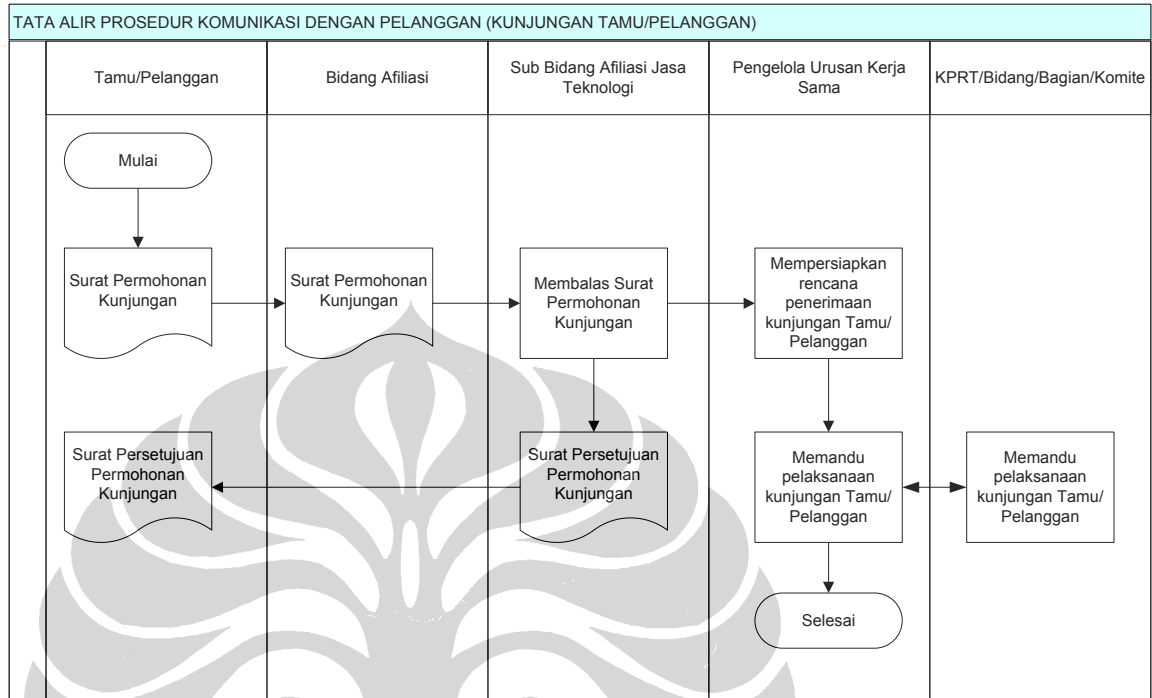 TATA ALIR PROSEDUR KOMUNIKASI DENGAN PELANGGAN (KUNJUNGAN TAMU/PELANGGAN)
Tamu/Pelanggan
Bidang Afiliasi
Sub Bidang Afiliasi Jasa
Teknologi
Pengelola Urusan Kerja
Sama
KPRT/Bidang/Bagian/Komite
Mulai
Surat Permohonan
Kunjungan
Surat Permohonan
Kunjungan
Membalas Surat
Permohonan
Kunjungan
Mempersiapkan
rencana
penerimaan
kunjungan Tamu/
Pelanggan
Surat Persetujuan
Permohonan
Kunjungan
Surat Persetujuan
Permohonan
Kunjungan
Memandu
pelaksanaan
kunjungan Tamu/
Pelanggan
Memandu
pelaksanaan
kunjungan Tamu/
Pelanggan
Selesai